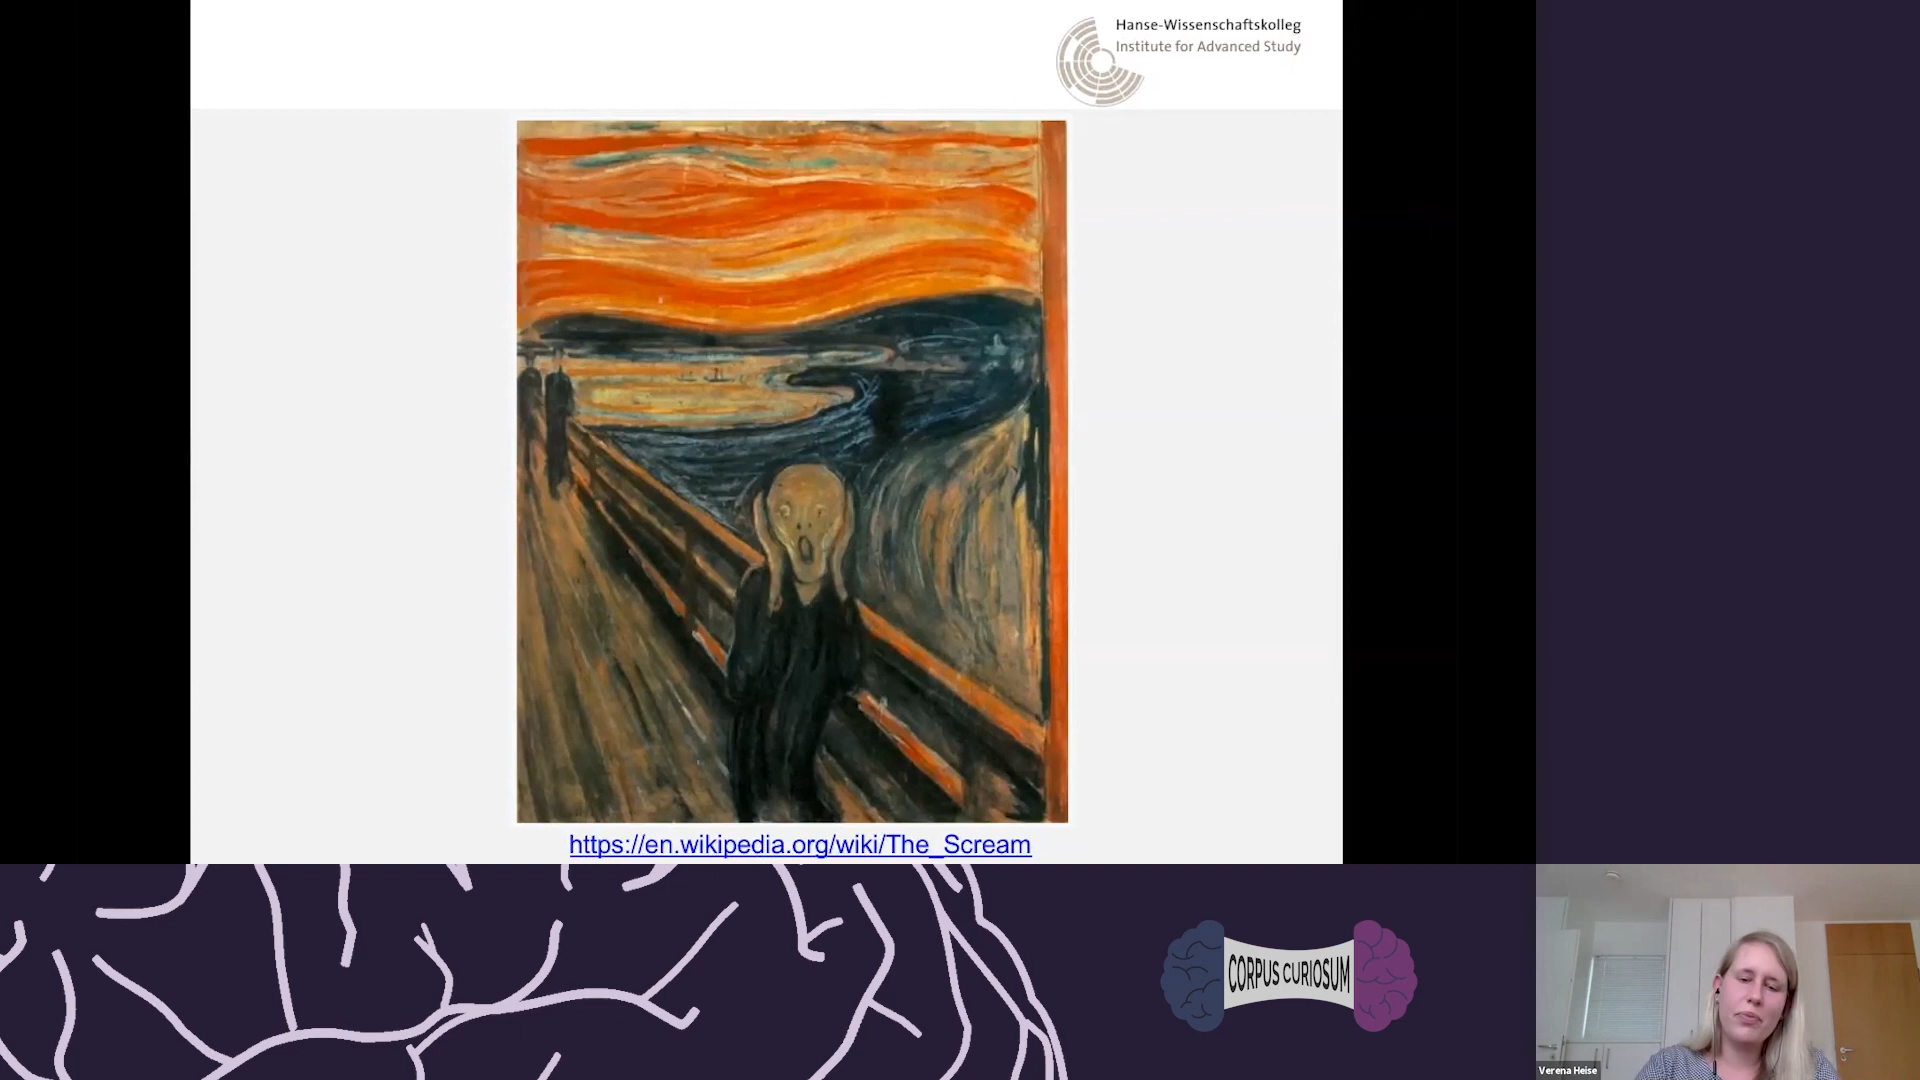 Hanse-Wissenschaftskolleg
Institute for Advanced Study
https://en.wikipedia.org/wiki/The_Scream
CORPUS CURIOSUM
Verena Heise